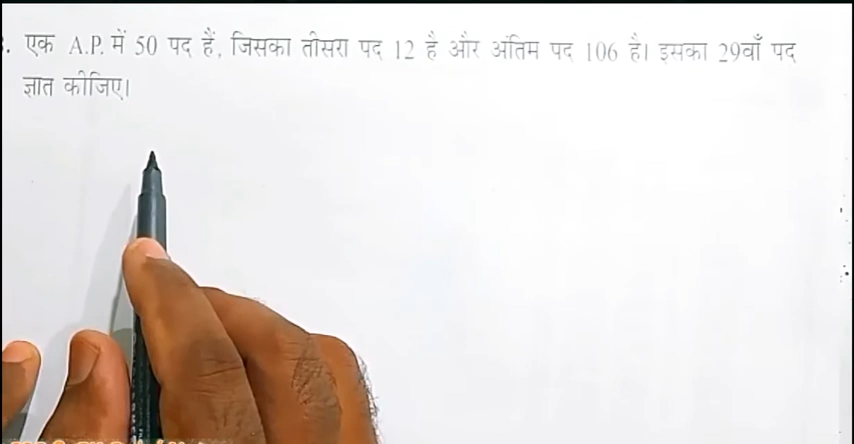 . एक A.P. में 50 पद हैं, जिसका तीसरा पद 12 है और अंतिम पद 106 है। इसका 29वाँ पद
ज्ञात कीजिए।